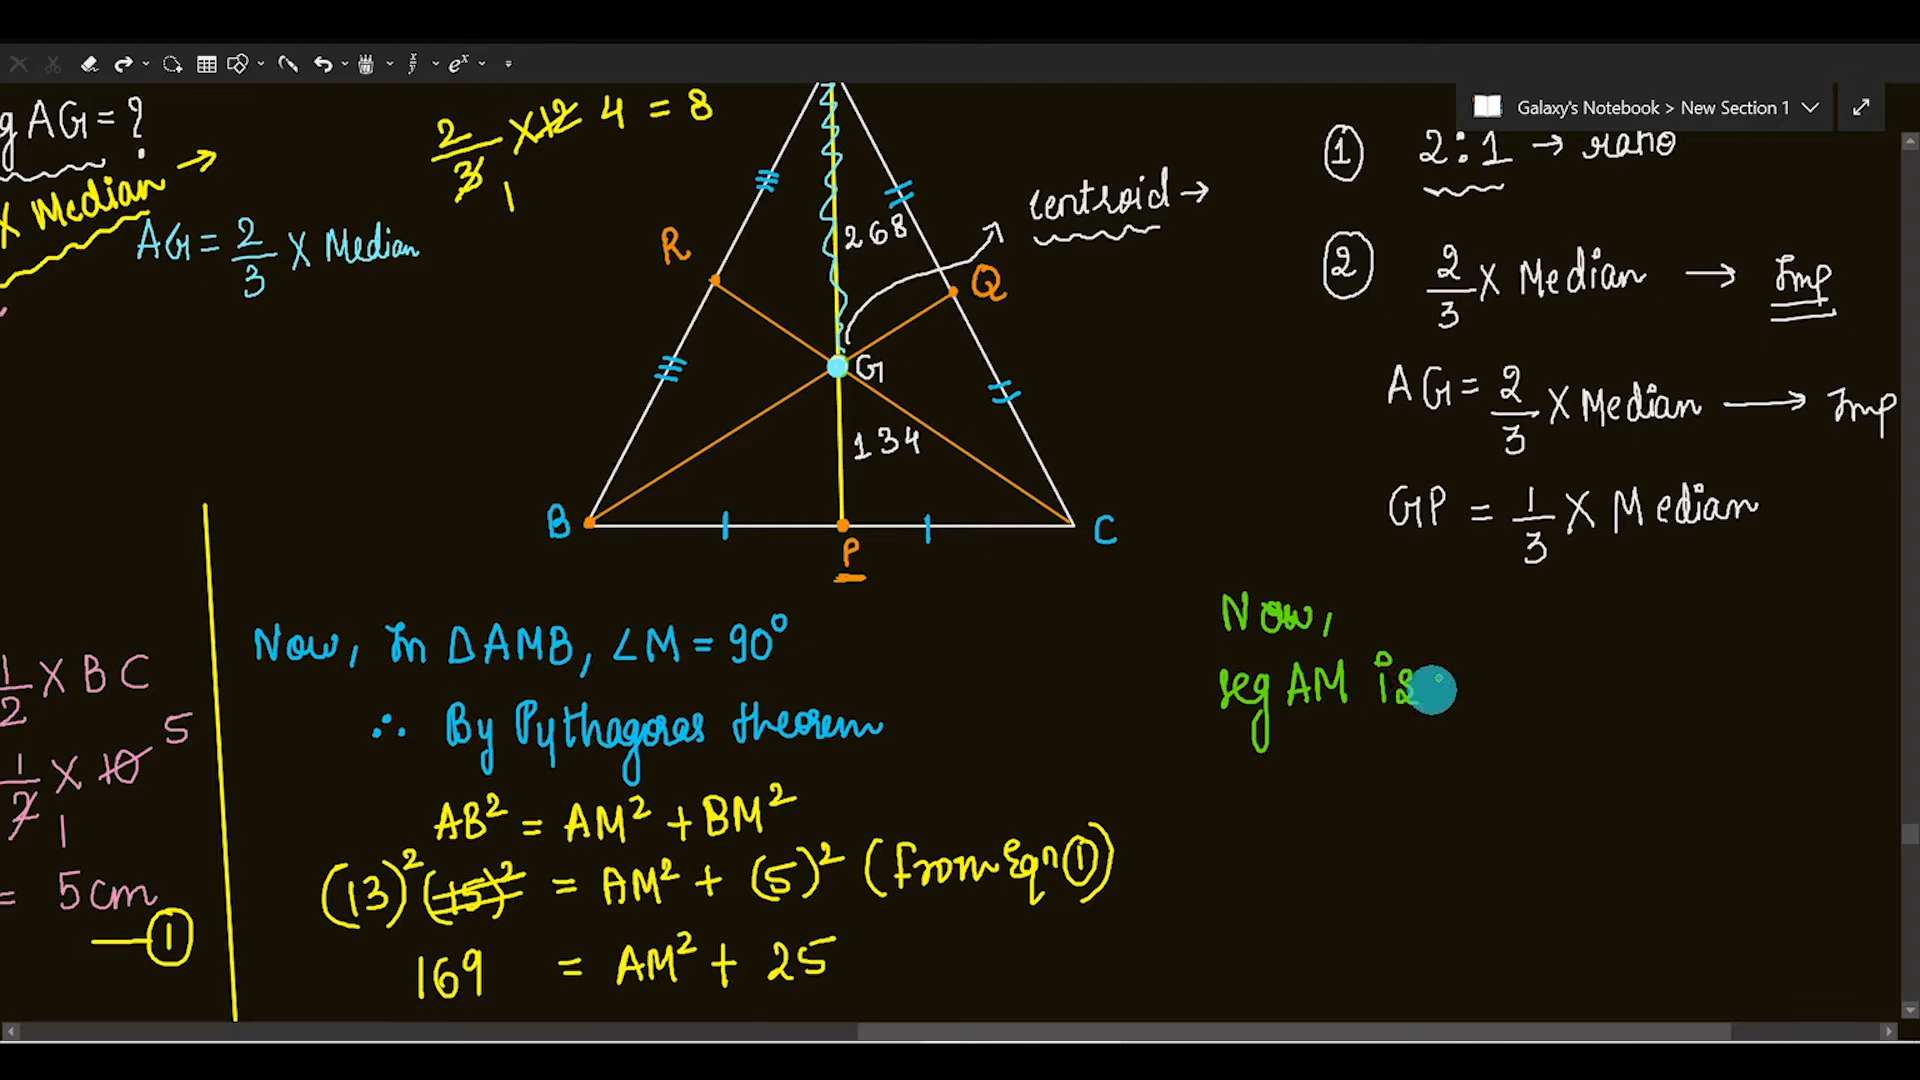 Galaxy's Notebook > New Section 1
g AG = ?
X Median →
AG = 2/3 X Median
2/3 X 12 4 = 8
1
R
Q
G
268
134
B
P
C
centroid →
① 2:1 → ratio
② 2/3 X Median → Imp
AG = 2/3 X Median → Imp
GP = 1/3 X Median
1/2 X BC
1/2 X 10 5
1
= 5cm
— ①
Now, In ΔAMB, ∠M = 90°
∴ By Pythagoras theorem
AB² = AM² + BM²
(13)² (15)² = AM² + (5)² (from Eqn ①)
169 = AM² + 25
Now,
seg AM is